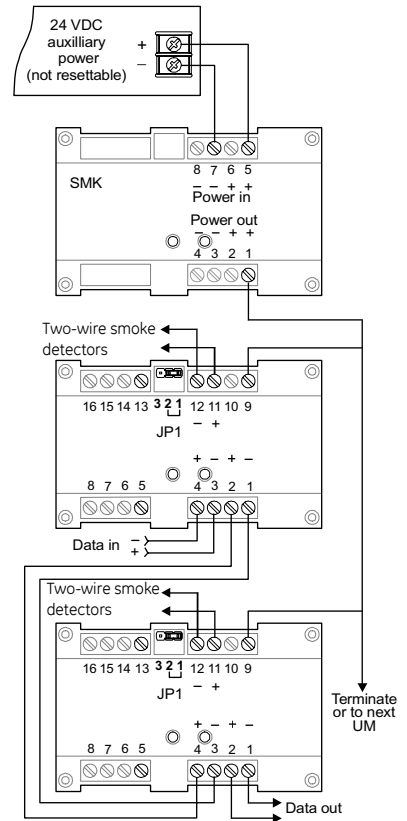 24 VDC
auxilliary
power
(not resettable)
+
–
8 7 6 5
SMK
– – + +
Power in
Power out
– – + +
4 3 2 1
Two-wire smoke
detectors
16 15 14 13 3 2 1 12 11 10 9
JP1
– +
+ – + –
8 7 6 5 4 3 2 1
Data in –
+
Two-wire smoke
detectors
16 15 14 13 3 2 1 12 11 10 9
JP1
– +
+ – + –
8 7 6 5 4 3 2 1
Terminate
or to next
UM
Data out